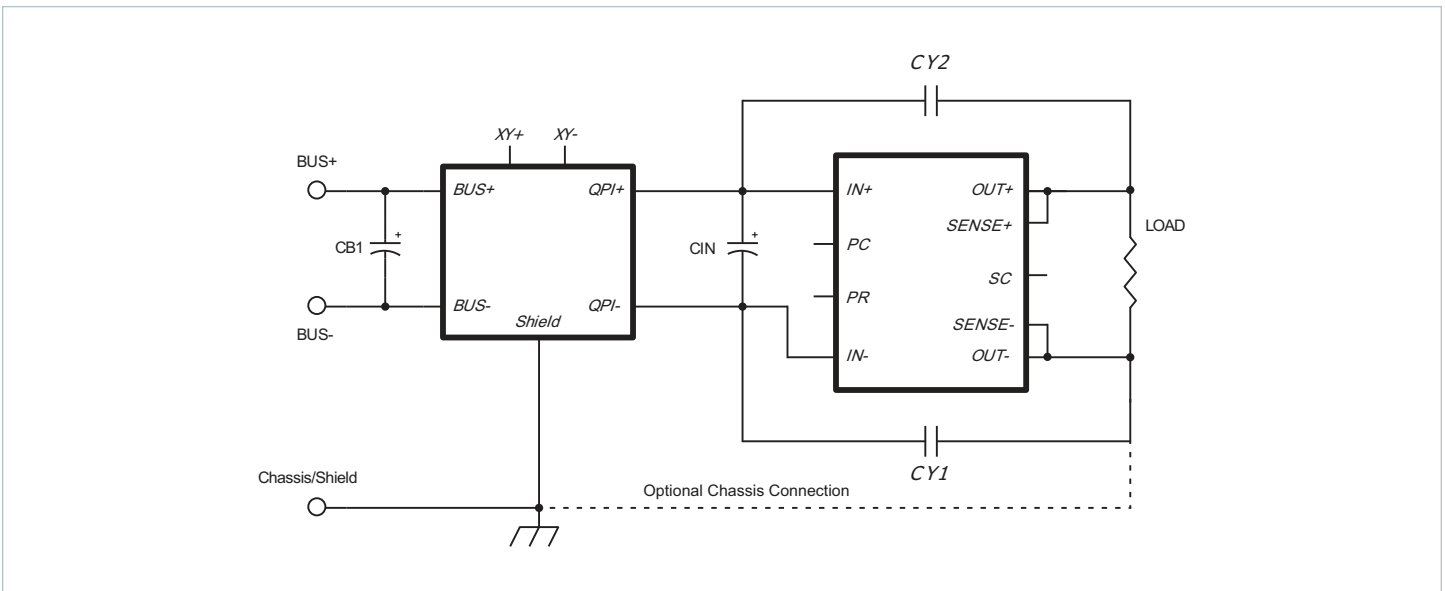 CY2
XY+ XY-
BUS+
BUS+ QPI+
IN+ OUT+
SENSE+
LOAD
CB1 +
CIN +
PC
SC
PR
BUS- QPI-
Shield
BUS-
SENSE-
IN- OUT-
CY1
Chassis/Shield
Optional Chassis Connection